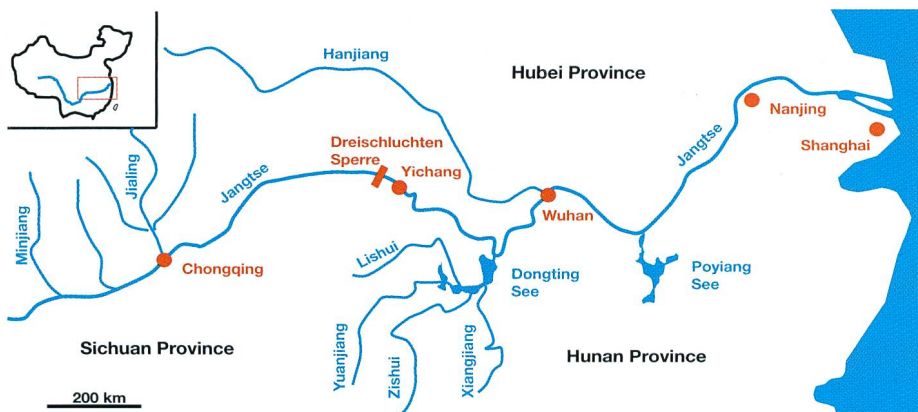 Hanjiang
Hubei Province
Nanjing
Shanghai
Jangtse
Dreischluchten
Sperre
Yichang
Jialing
Jangtse
Wuhan
Minjiang
Chongqing
Lishui
Dongting
See
Poyiang
See
Sichuan Province
Yuanjiang
Zishui
Xiangjiang
Hunan Province
200 km